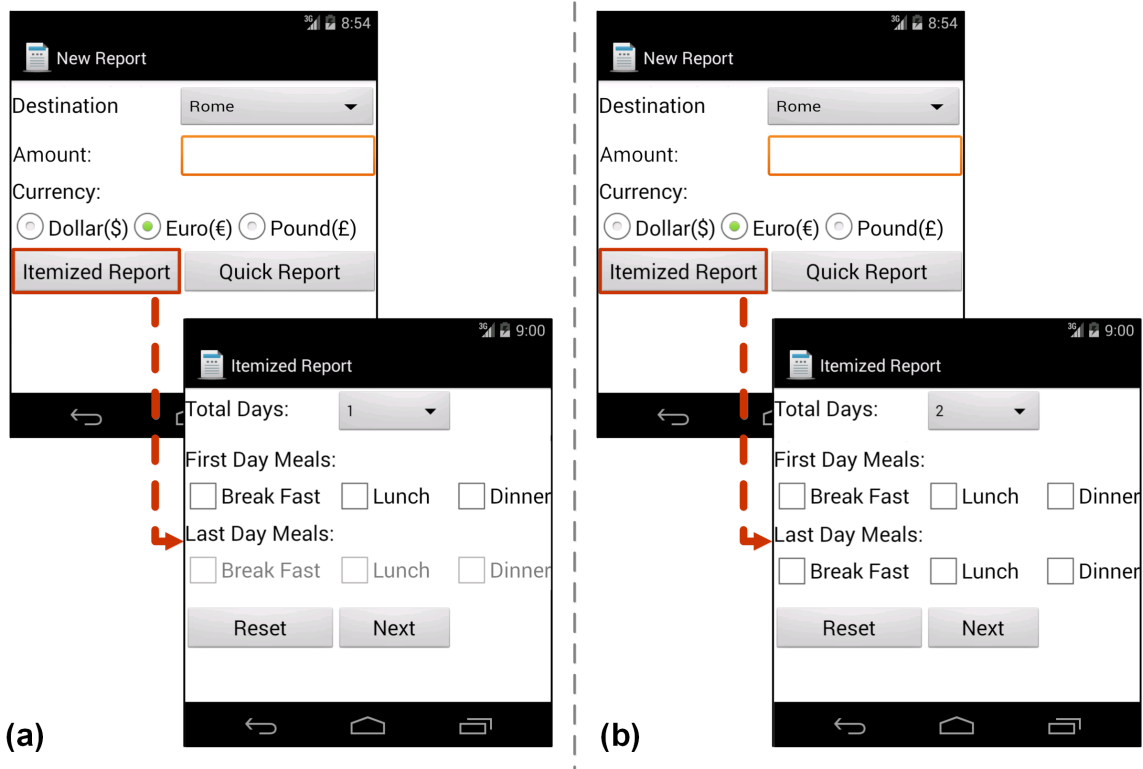 3G 8:54
New Report
Destination Rome
Amount:
Currency:
Dollar($) Euro(€) Pound(£)
Itemized Report Quick Report
3G 9:00
Itemized Report
Total Days: 1
First Day Meals:
Break Fast Lunch Dinner
Last Day Meals:
Break Fast Lunch Dinner
Reset Next
(a)
3G 8:54
New Report
Destination Rome
Amount:
Currency:
Dollar($) Euro(€) Pound(£)
Itemized Report Quick Report
3G 9:00
Itemized Report
Total Days: 2
First Day Meals:
Break Fast Lunch Dinner
Last Day Meals:
Break Fast Lunch Dinner
Reset Next
(b)